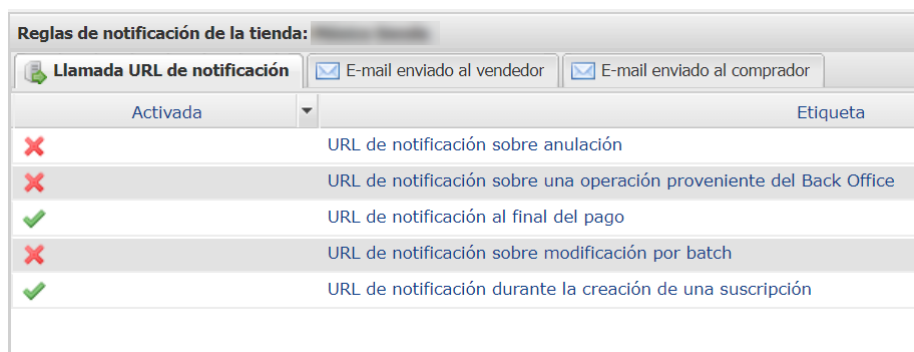 Reglas de notificación de la tienda:
Llamada URL de notificación
E-mail enviado al vendedor
E-mail enviado al comprador
Activada
Etiqueta
URL de notificación sobre anulación
URL de notificación sobre una operación proveniente del Back Office
URL de notificación al final del pago
URL de notificación sobre modificación por batch
URL de notificación durante la creación de una suscripción